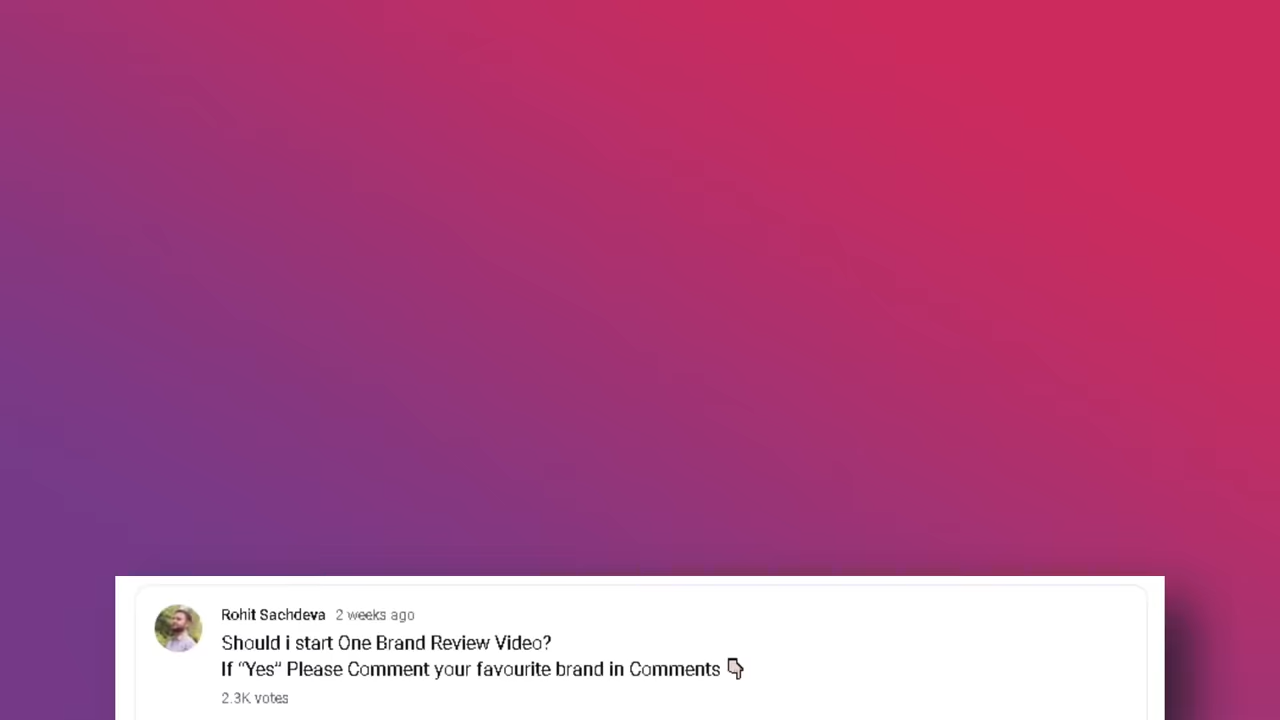 Rohit Sachdeva 2 weeks ago
Should i start One Brand Review Video?
If “Yes” Please Comment your favourite brand in Comments 👇🏻
2.3K votes